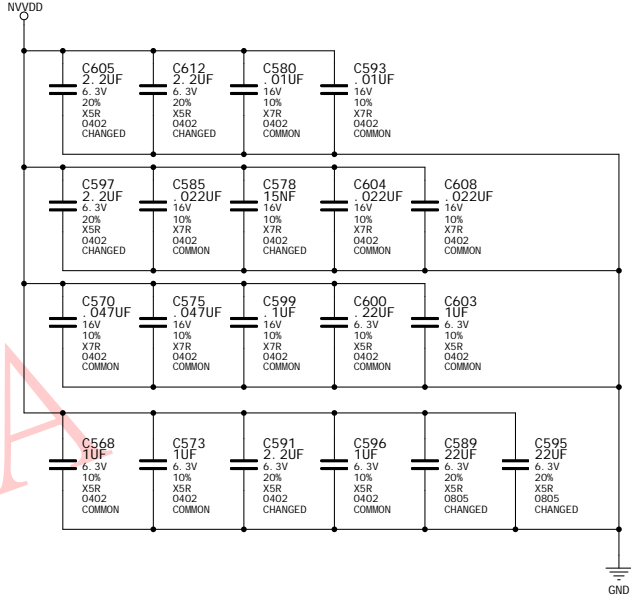 NVVDD
C605
2.2UF
6.3V
20%
X5R
0402
CHANGED
C612
2.2UF
6.3V
20%
X5R
0402
CHANGED
C580
.01UF
16V
10%
X7R
0402
COMMON
C593
.01UF
16V
10%
X7R
0402
COMMON
C597
2.2UF
6.3V
20%
X5R
0402
CHANGED
C585
.022UF
16V
10%
X7R
0402
COMMON
C578
15NF
16V
10%
X7R
0402
CHANGED
C604
.022UF
16V
10%
X7R
0402
COMMON
C608
.022UF
16V
10%
X7R
0402
COMMON
C570
.047UF
16V
10%
X7R
0402
COMMON
C575
.047UF
16V
10%
X7R
0402
COMMON
C599
.1UF
16V
10%
X7R
0402
COMMON
C600
.22UF
6.3V
10%
X5R
0402
COMMON
C603
1UF
6.3V
10%
X5R
0402
COMMON
C568
1UF
6.3V
10%
X5R
0402
COMMON
C573
1UF
6.3V
10%
X5R
0402
COMMON
C591
2.2UF
6.3V
20%
X5R
0402
CHANGED
C596
1UF
6.3V
10%
X5R
0402
COMMON
C589
22UF
6.3V
20%
X5R
0805
CHANGED
C595
22UF
6.3V
20%
X5R
0805
CHANGED
GND
A